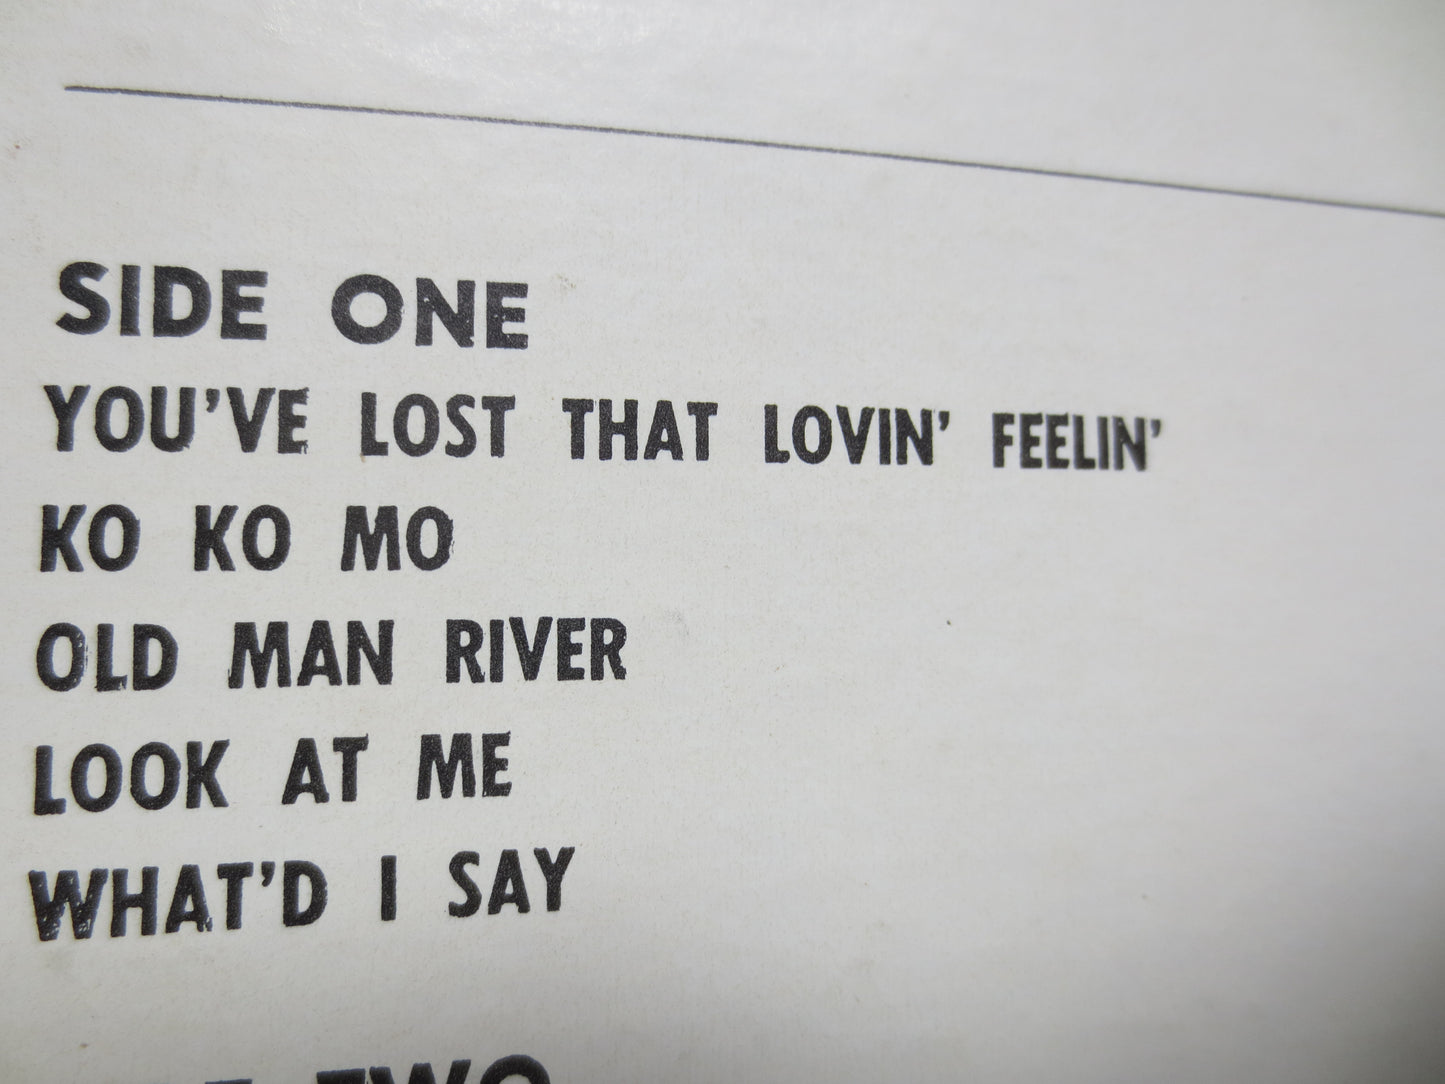 SIDE ONE
YOU'VE LOST THAT LOVIN' FEELIN'
KO KO MO
OLD MAN RIVER
LOOK AT ME
WHAT'D I SAY
TWO